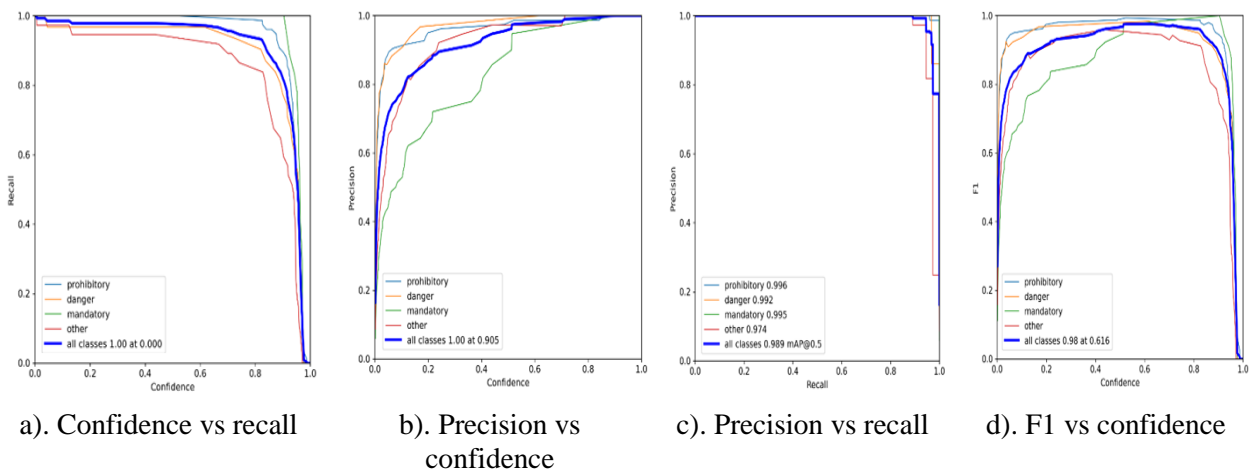 Recall
1.0
0.8
0.6
0.4
0.2
0.0
prohibitory
danger
mandatory
other
all classes 1.00 at 0.000
0.0 0.2 0.4 0.6 0.8 1.0
Confidence
a). Confidence vs recall
Precision
1.0
0.8
0.6
0.4
0.2
0.0
prohibitory
danger
mandatory
other
all classes 1.00 at 0.905
0.0 0.2 0.4 0.6 0.8 1.0
Confidence
b). Precision vs
confidence
Precision
1.0
0.8
0.6
0.4
0.2
0.0
prohibitory 0.996
danger 0.992
mandatory 0.995
other 0.974
all classes 0.989 mAP@0.5
0.0 0.2 0.4 0.6 0.8 1.0
Recall
c). Precision vs recall
F1
1.0
0.8
0.6
0.4
0.2
0.0
prohibitory
danger
mandatory
other
all classes 0.98 at 0.616
0.0 0.2 0.4 0.6 0.8 1.0
Confidence
d). F1 vs confidence